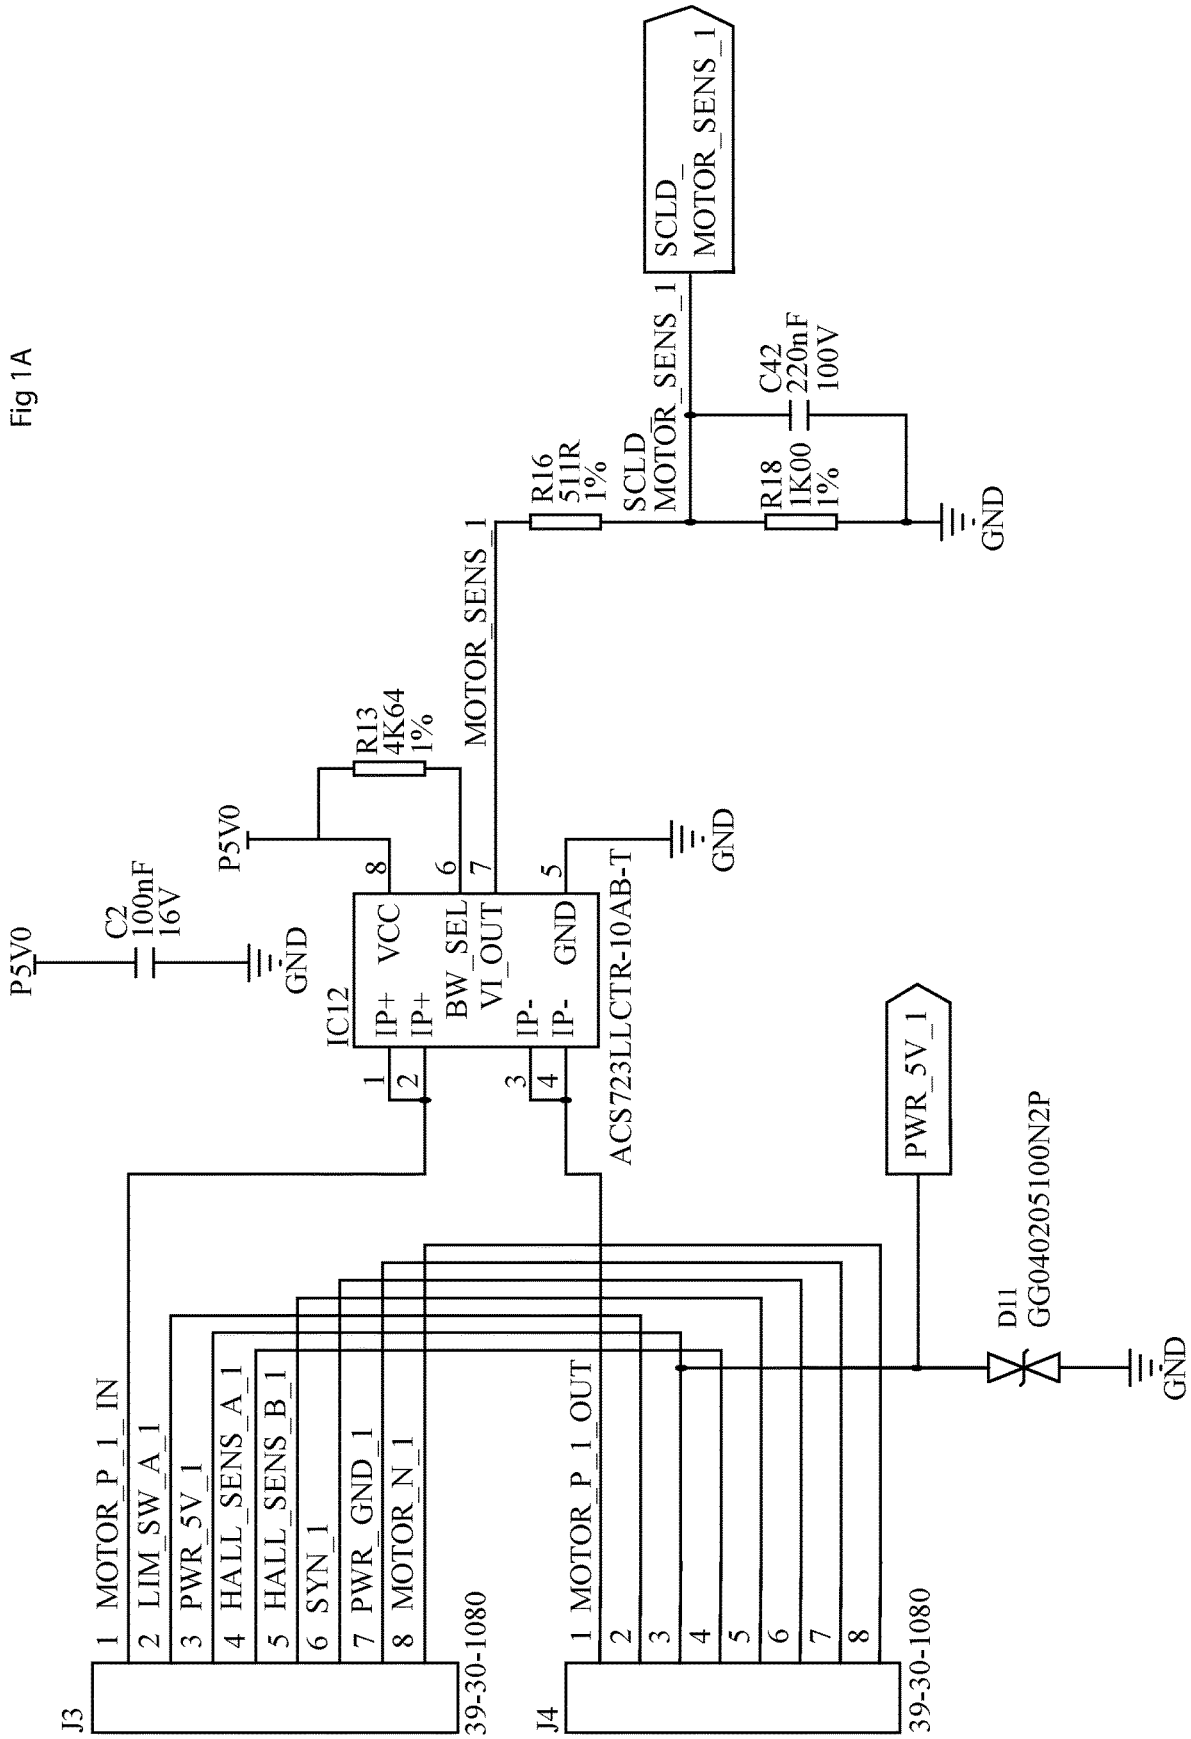 Fig 1A
J3
1 MOTOR_P_1_IN
2 LIM_SW_A_1
3 PWR_5V_1
4 HALL_SENS_A_1
5 HALL_SENS_B_1
6 SYN_1
7 PWR_GND_1
8 MOTOR_N_1
39-30-1080
J4
1 MOTOR_P_1_OUT
2
3
4
5
6
7
8
39-30-1080
P5V0
C2
100nF
16V
GND
IC12
1
2
3
4
IP+
IP+
IP-
IP-
VCC
BW_SEL
VI_OUT
GND
8
6
7
5
ACS723LLCTR-10AB-T
P5V0
R13
4K64
1%
GND
MOTOR_SENS_1
R16
511R
1%
SCLD_
MOTOR_SENS_1
SCLD_
MOTOR_SENS_1
R18
1K00
1%
C42
220nF
100V
GND
PWR_5V_1
D11
GG040205100N2P
GND